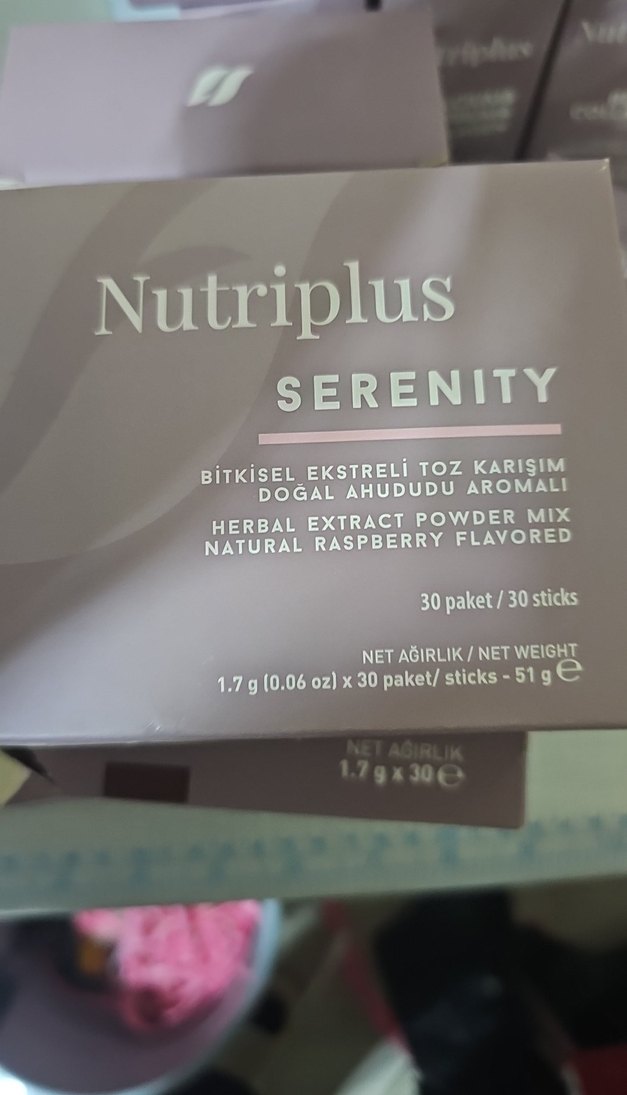 Nutriplus
SERENITY
BİTKİSEL EKSTRELİ TOZ KARIŞIM
DOĞAL AHUDUDU AROMALI
HERBAL EXTRACT POWDER MIX
NATURAL RASPBERRY FLAVORED
30 paket / 30 sticks
NET AĞIRLIK / NET WEIGHT
1.7 g (0.06 oz) x 30 paket/ sticks - 51 g ℮
NET AĞIRLIK
1.7 g x 30 ℮